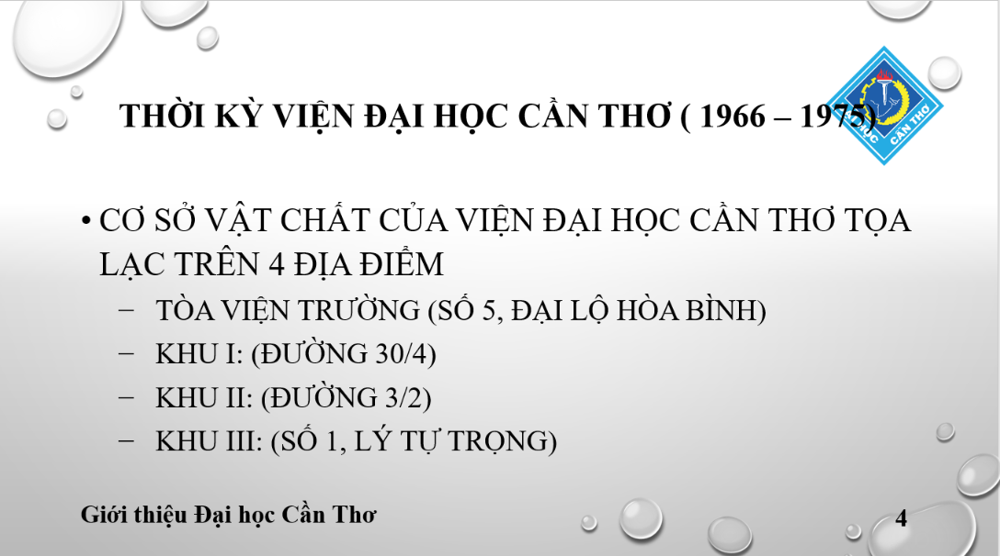 THỜI KỲ VIỆN ĐẠI HỌC CẦN THƠ ( 1966 – 1975)
CẦN THƠ
• CƠ SỞ VẬT CHẤT CỦA VIỆN ĐẠI HỌC CẦN THƠ TỌA
LẠC TRÊN 4 ĐỊA ĐIỂM
– TÒA VIỆN TRƯỜNG (SỐ 5, ĐẠI LỘ HÒA BÌNH)
– KHU I: (ĐƯỜNG 30/4)
– KHU II: (ĐƯỜNG 3/2)
– KHU III: (SỐ 1, LÝ TỰ TRỌNG)
Giới thiệu Đại học Cần Thơ
4